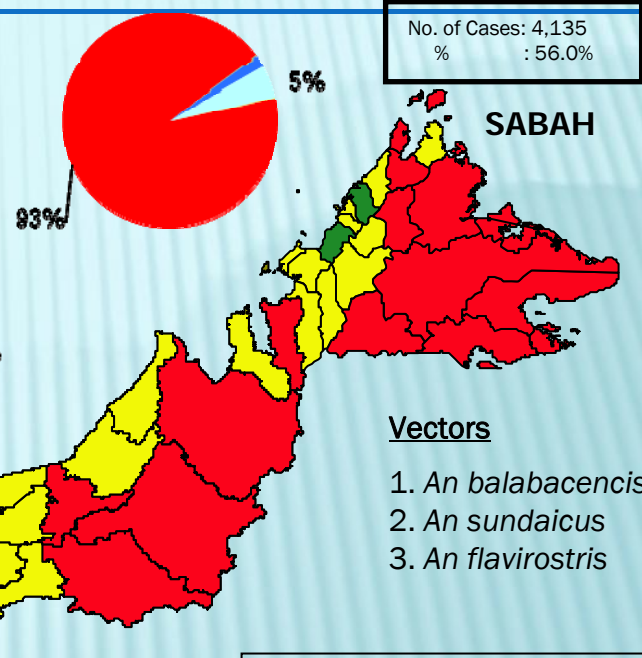 No. of Cases: 4,135
% : 56.0%
5%
SABAH
93%
Vectors
1. An balabacencis
2. An sundaicus
3. An flavirostris